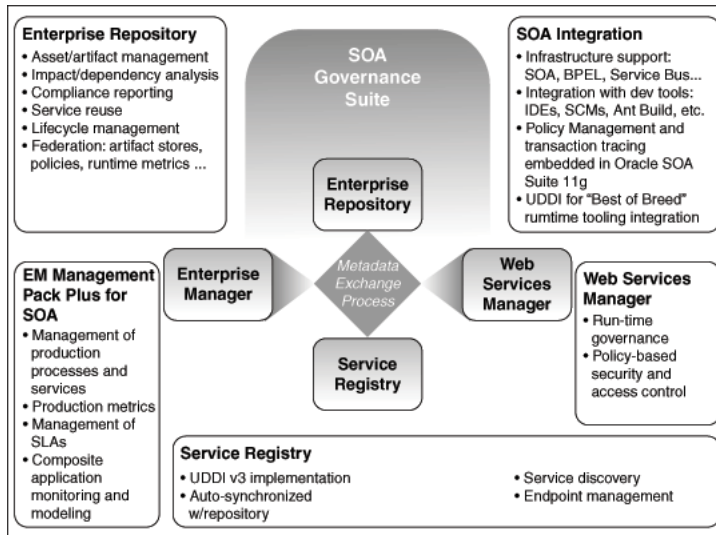 Enterprise Repository
• Asset/artifact management
• Impact/dependency analysis
• Compliance reporting
• Service reuse
• Lifecycle management
• Federation: artifact stores,
policies, runtime metrics ...
SOA
Governance
Suite
SOA Integration
• Infrastructure support:
SOA, BPEL, Service Bus...
• Integration with dev tools:
IDEs, SCMs, Ant Build, etc.
• Policy Management and
transaction tracing
embedded in Oracle SOA
Suite 11g
• UDDI for “Best of Breed”
rumtime tooling integration
Enterprise
Repository
Enterprise
Manager
Metadata
Exchange
Process
Web
Services
Manager
Service
Registry
EM Management
Pack Plus for
SOA
• Management of
production
processes and
services
• Production metrics
• Management of
SLAs
• Composite
application
monitoring and
modeling
Web Services
Manager
• Run-time
governance
• Policy-based
security and
access control
Service Registry
• UDDI v3 implementation
• Auto-synchronized
w/repository
• Service discovery
• Endpoint management